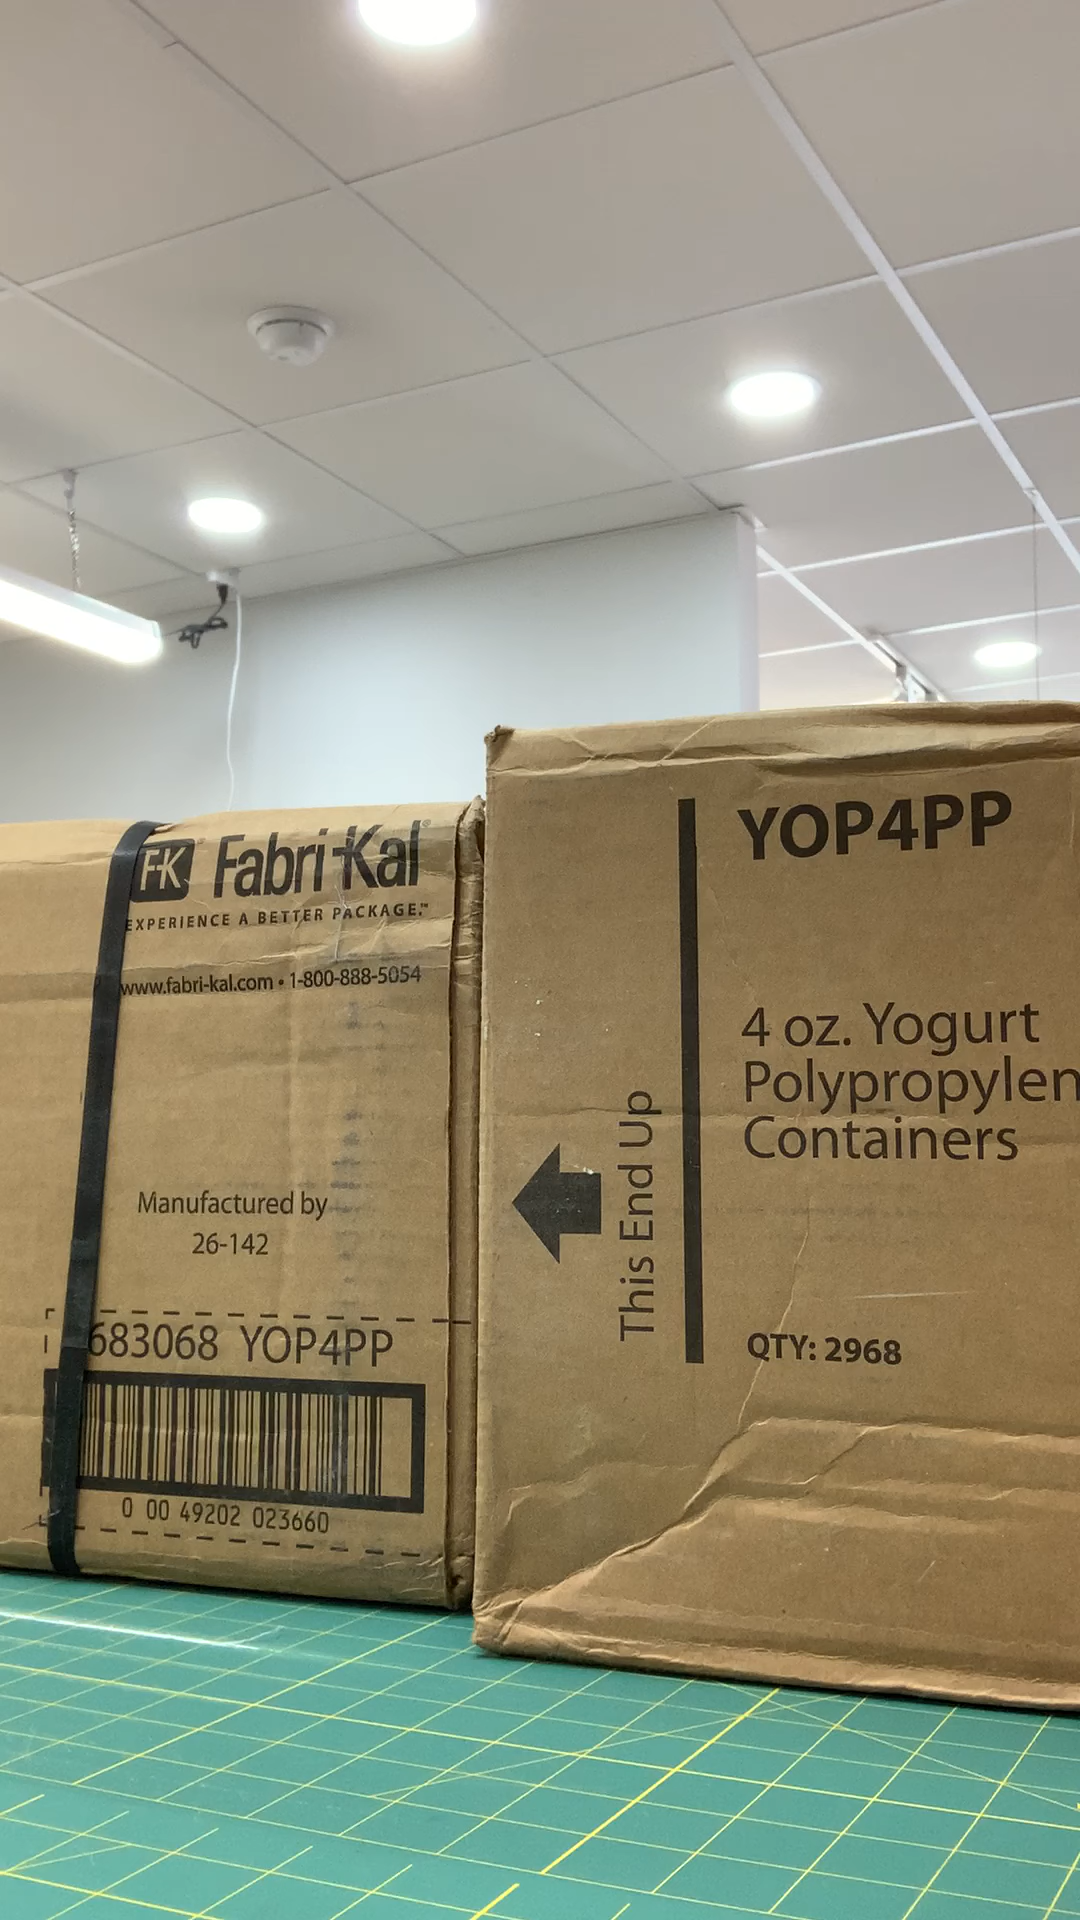 FK Fabri-Kal®
EXPERIENCE A BETTER PACKAGE.™
www.fabri-kal.com • 1-800-888-5054
Manufactured by
26-142
683068 YOP4PP
0 00 49202 023660
YOP4PP
4 oz. Yogurt
Polypropylen
Containers
This End Up
QTY: 2968